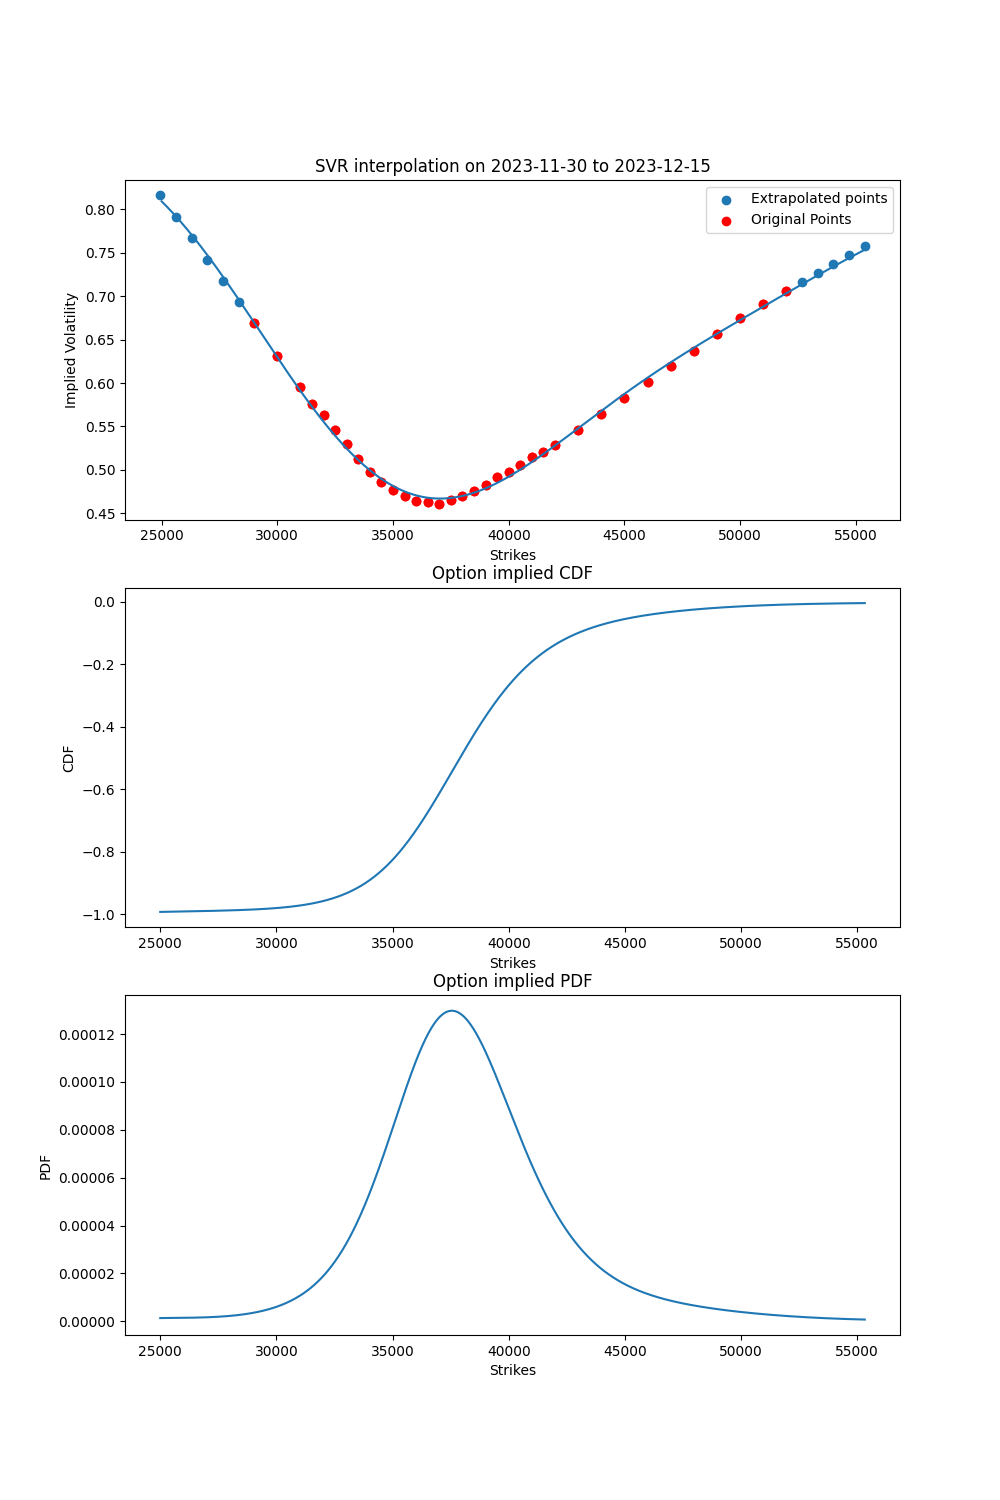 SVR interpolation on 2023-11-30 to 2023-12-15
Extrapolated points
Original Points
0.80
0.75
0.70
0.65
0.60
0.55
0.50
0.45
Implied Volatility
25000 30000 35000 40000 45000 50000 55000
Strikes
Option implied CDF
0.0
−0.2
−0.4
−0.6
−0.8
−1.0
CDF
25000 30000 35000 40000 45000 50000 55000
Strikes
Option implied PDF
0.00012
0.00010
0.00008
0.00006
0.00004
0.00002
0.00000
PDF
25000 30000 35000 40000 45000 50000 55000
Strikes